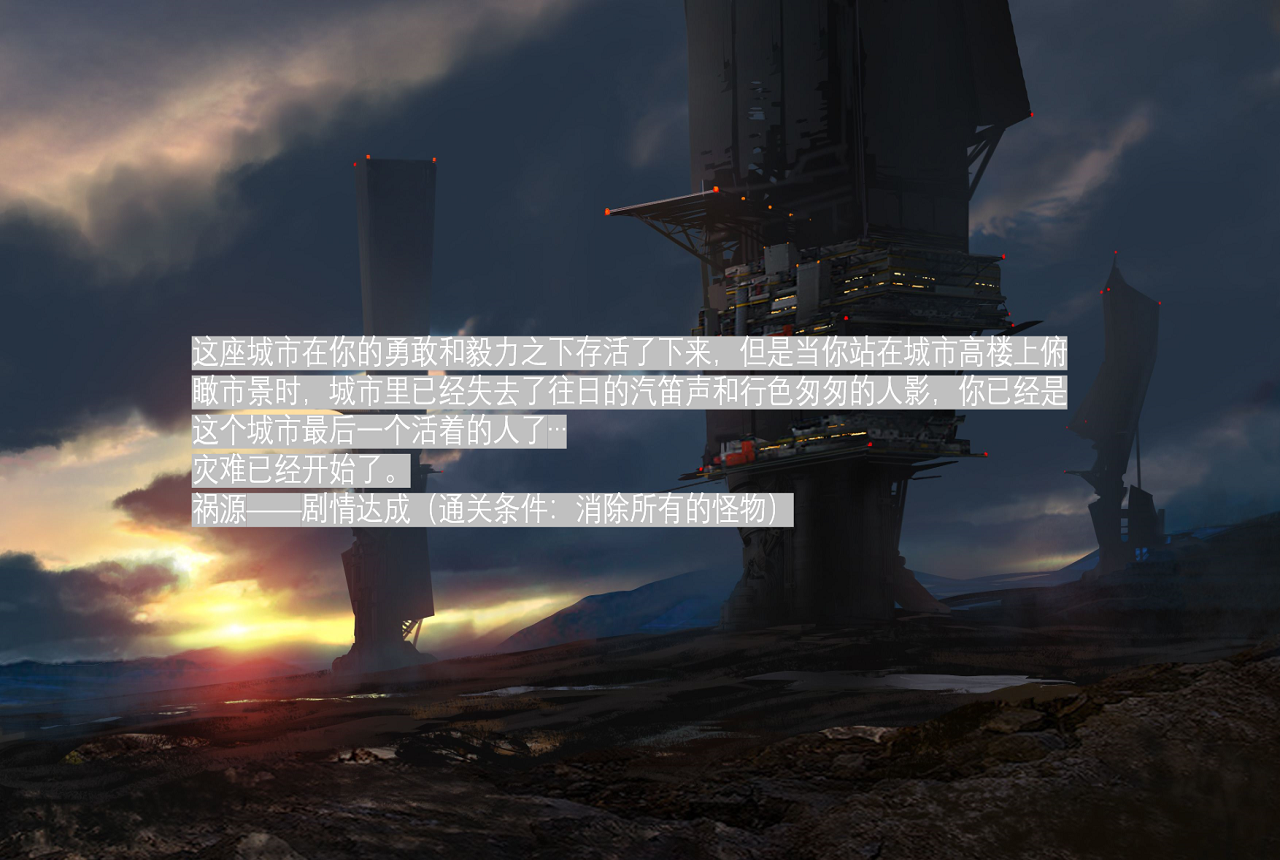 这座城市在你的勇敢和毅力之下存活了下来，但是当你站在城市高楼上俯
瞰市景时，城市里已经失去了往日的汽笛声和行色匆匆的人影，你已经是
这个城市最后一个活着的人了…
灾难已经开始了。
祸源——剧情达成（通关条件：消除所有的怪物）